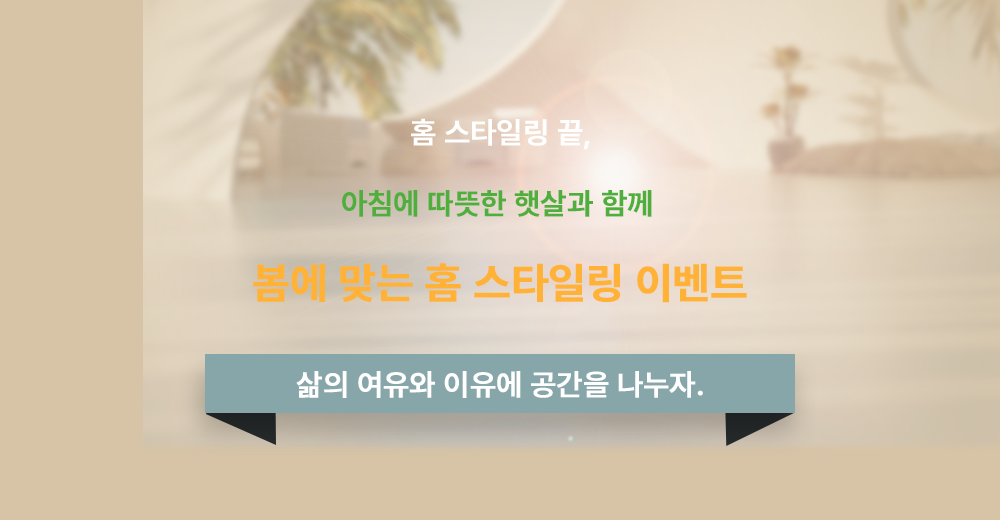 홈 스타일링 끝,
아침에 따뜻한 햇살과 함께
봄에 맞는 홈 스타일링 이벤트
삶의 여유와 이유에 공간을 나누자.